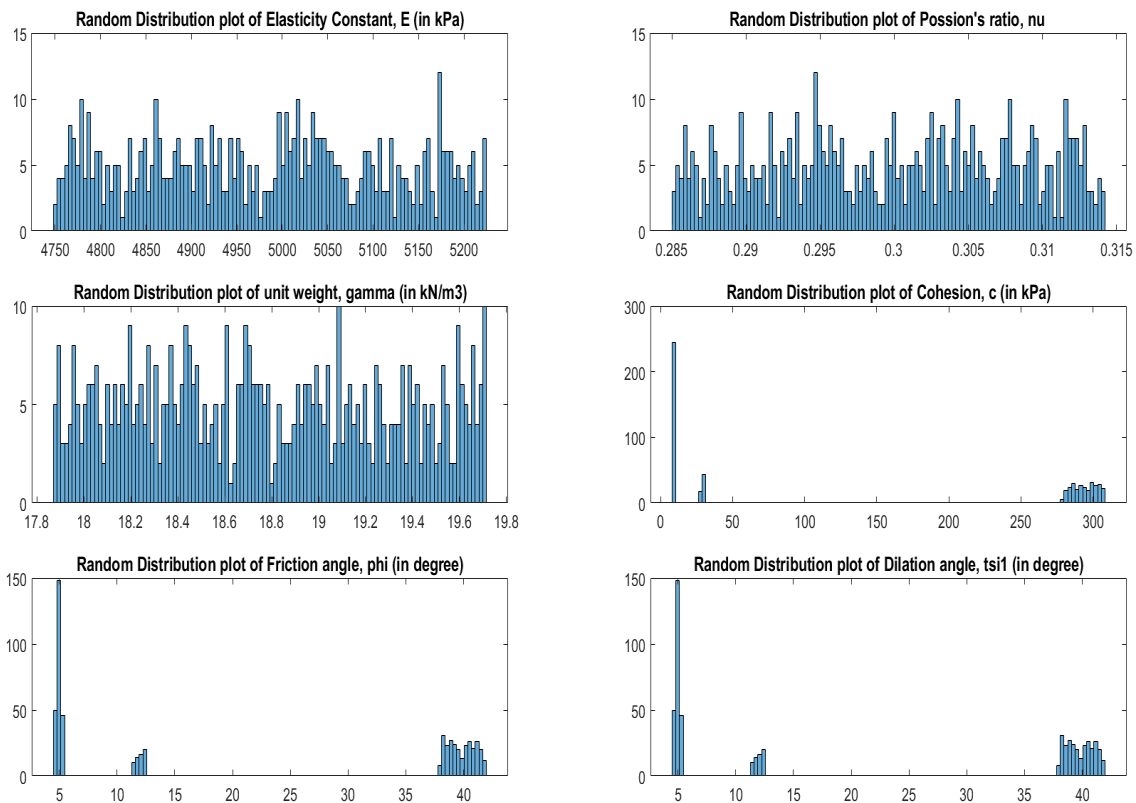 Random Distribution plot of Elasticity Constant, E (in kPa)
15
10
5
0
4750 4800 4850 4900 4950 5000 5050 5100 5150 5200
Random Distribution plot of Possion's ratio, nu
15
10
5
0
0.285 0.29 0.295 0.3 0.305 0.31 0.315
Random Distribution plot of unit weight, gamma (in kN/m3)
10
5
0
17.8 18 18.2 18.4 18.6 18.8 19 19.2 19.4 19.6 19.8
Random Distribution plot of Cohesion, c (in kPa)
300
200
100
0
0 50 100 150 200 250 300
Random Distribution plot of Friction angle, phi (in degree)
150
100
50
0
5 10 15 20 25 30 35 40
Random Distribution plot of Dilation angle, tsi1 (in degree)
150
100
50
0
5 10 15 20 25 30 35 40